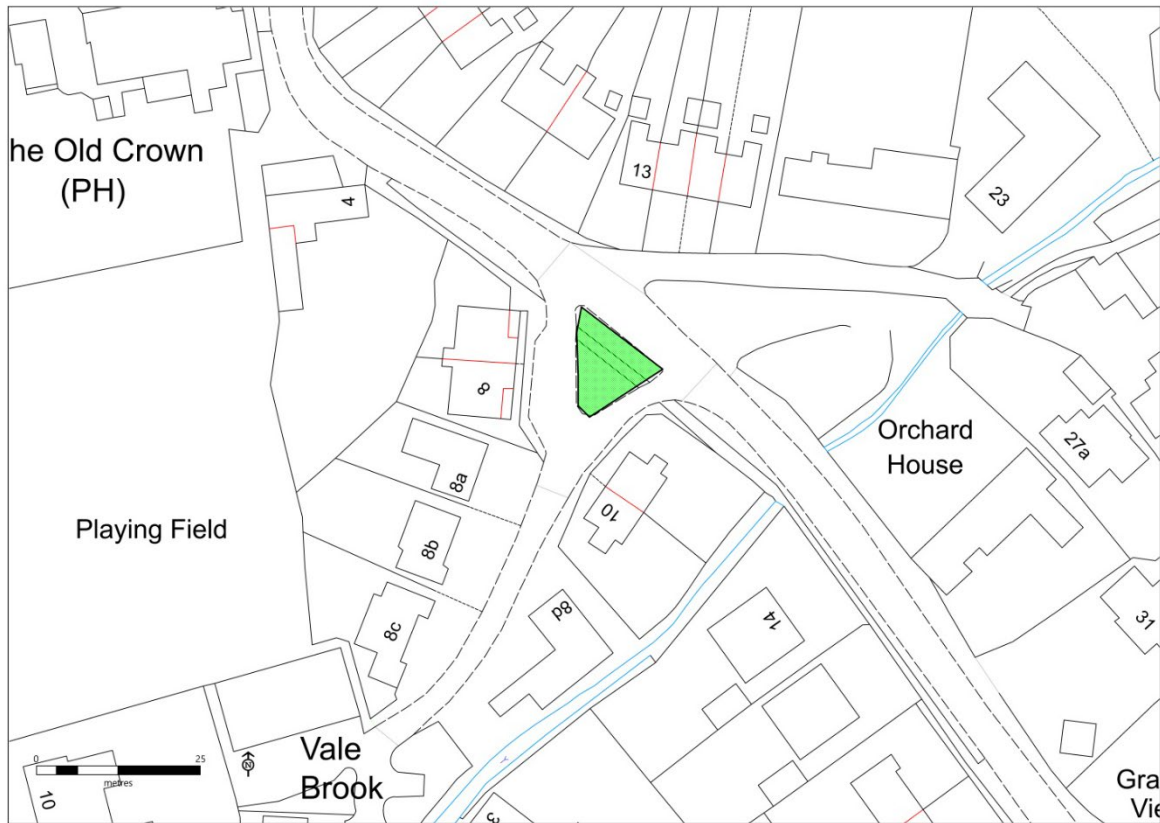 he Old Crown
(PH)
4
13
23
8
Orchard
House
27a
8a
10
Playing Field
8b
8d
14
8c
31
Vale
Brook
0
25
metres
N
10
3
Gra
Vie